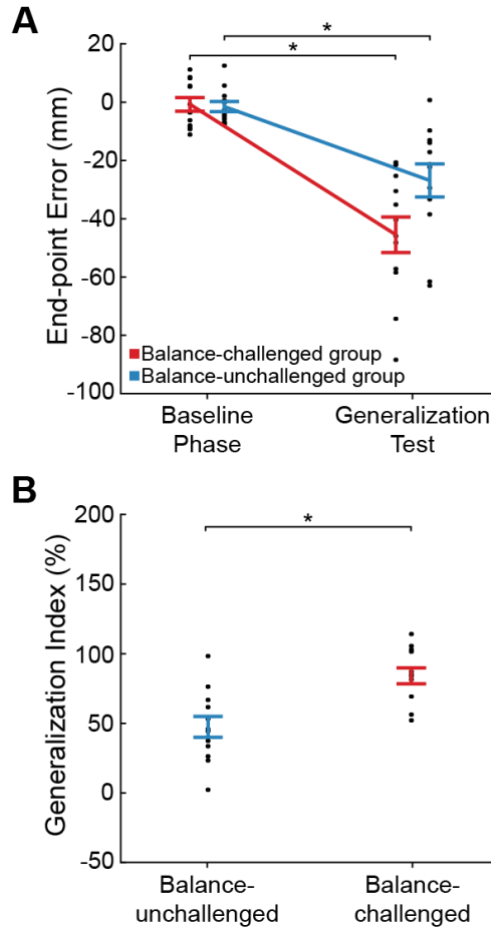 A
End-point Error (mm)
20
0
-20
-40
-60
-80
-100
*
*
Balance-challenged group
Balance-unchallenged group
Baseline
Phase
Generalization
Test
B
Generalization Index (%)
200
150
100
50
0
-50
*
Balance-
unchallenged
Balance-
challenged